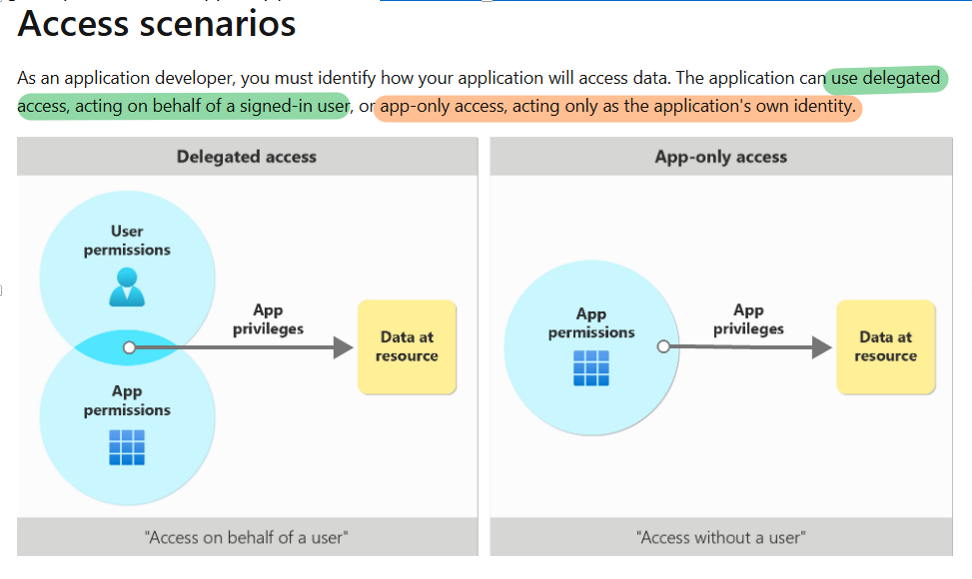 Access scenarios
As an application developer, you must identify how your application will access data. The application can use delegated
access, acting on behalf of a signed-in user, or app-only access, acting only as the application's own identity.
Delegated access
User
permissions
App
privileges
Data at
resource
App
permissions
"Access on behalf of a user"
App-only access
App
permissions
App
privileges
Data at
resource
"Access without a user"